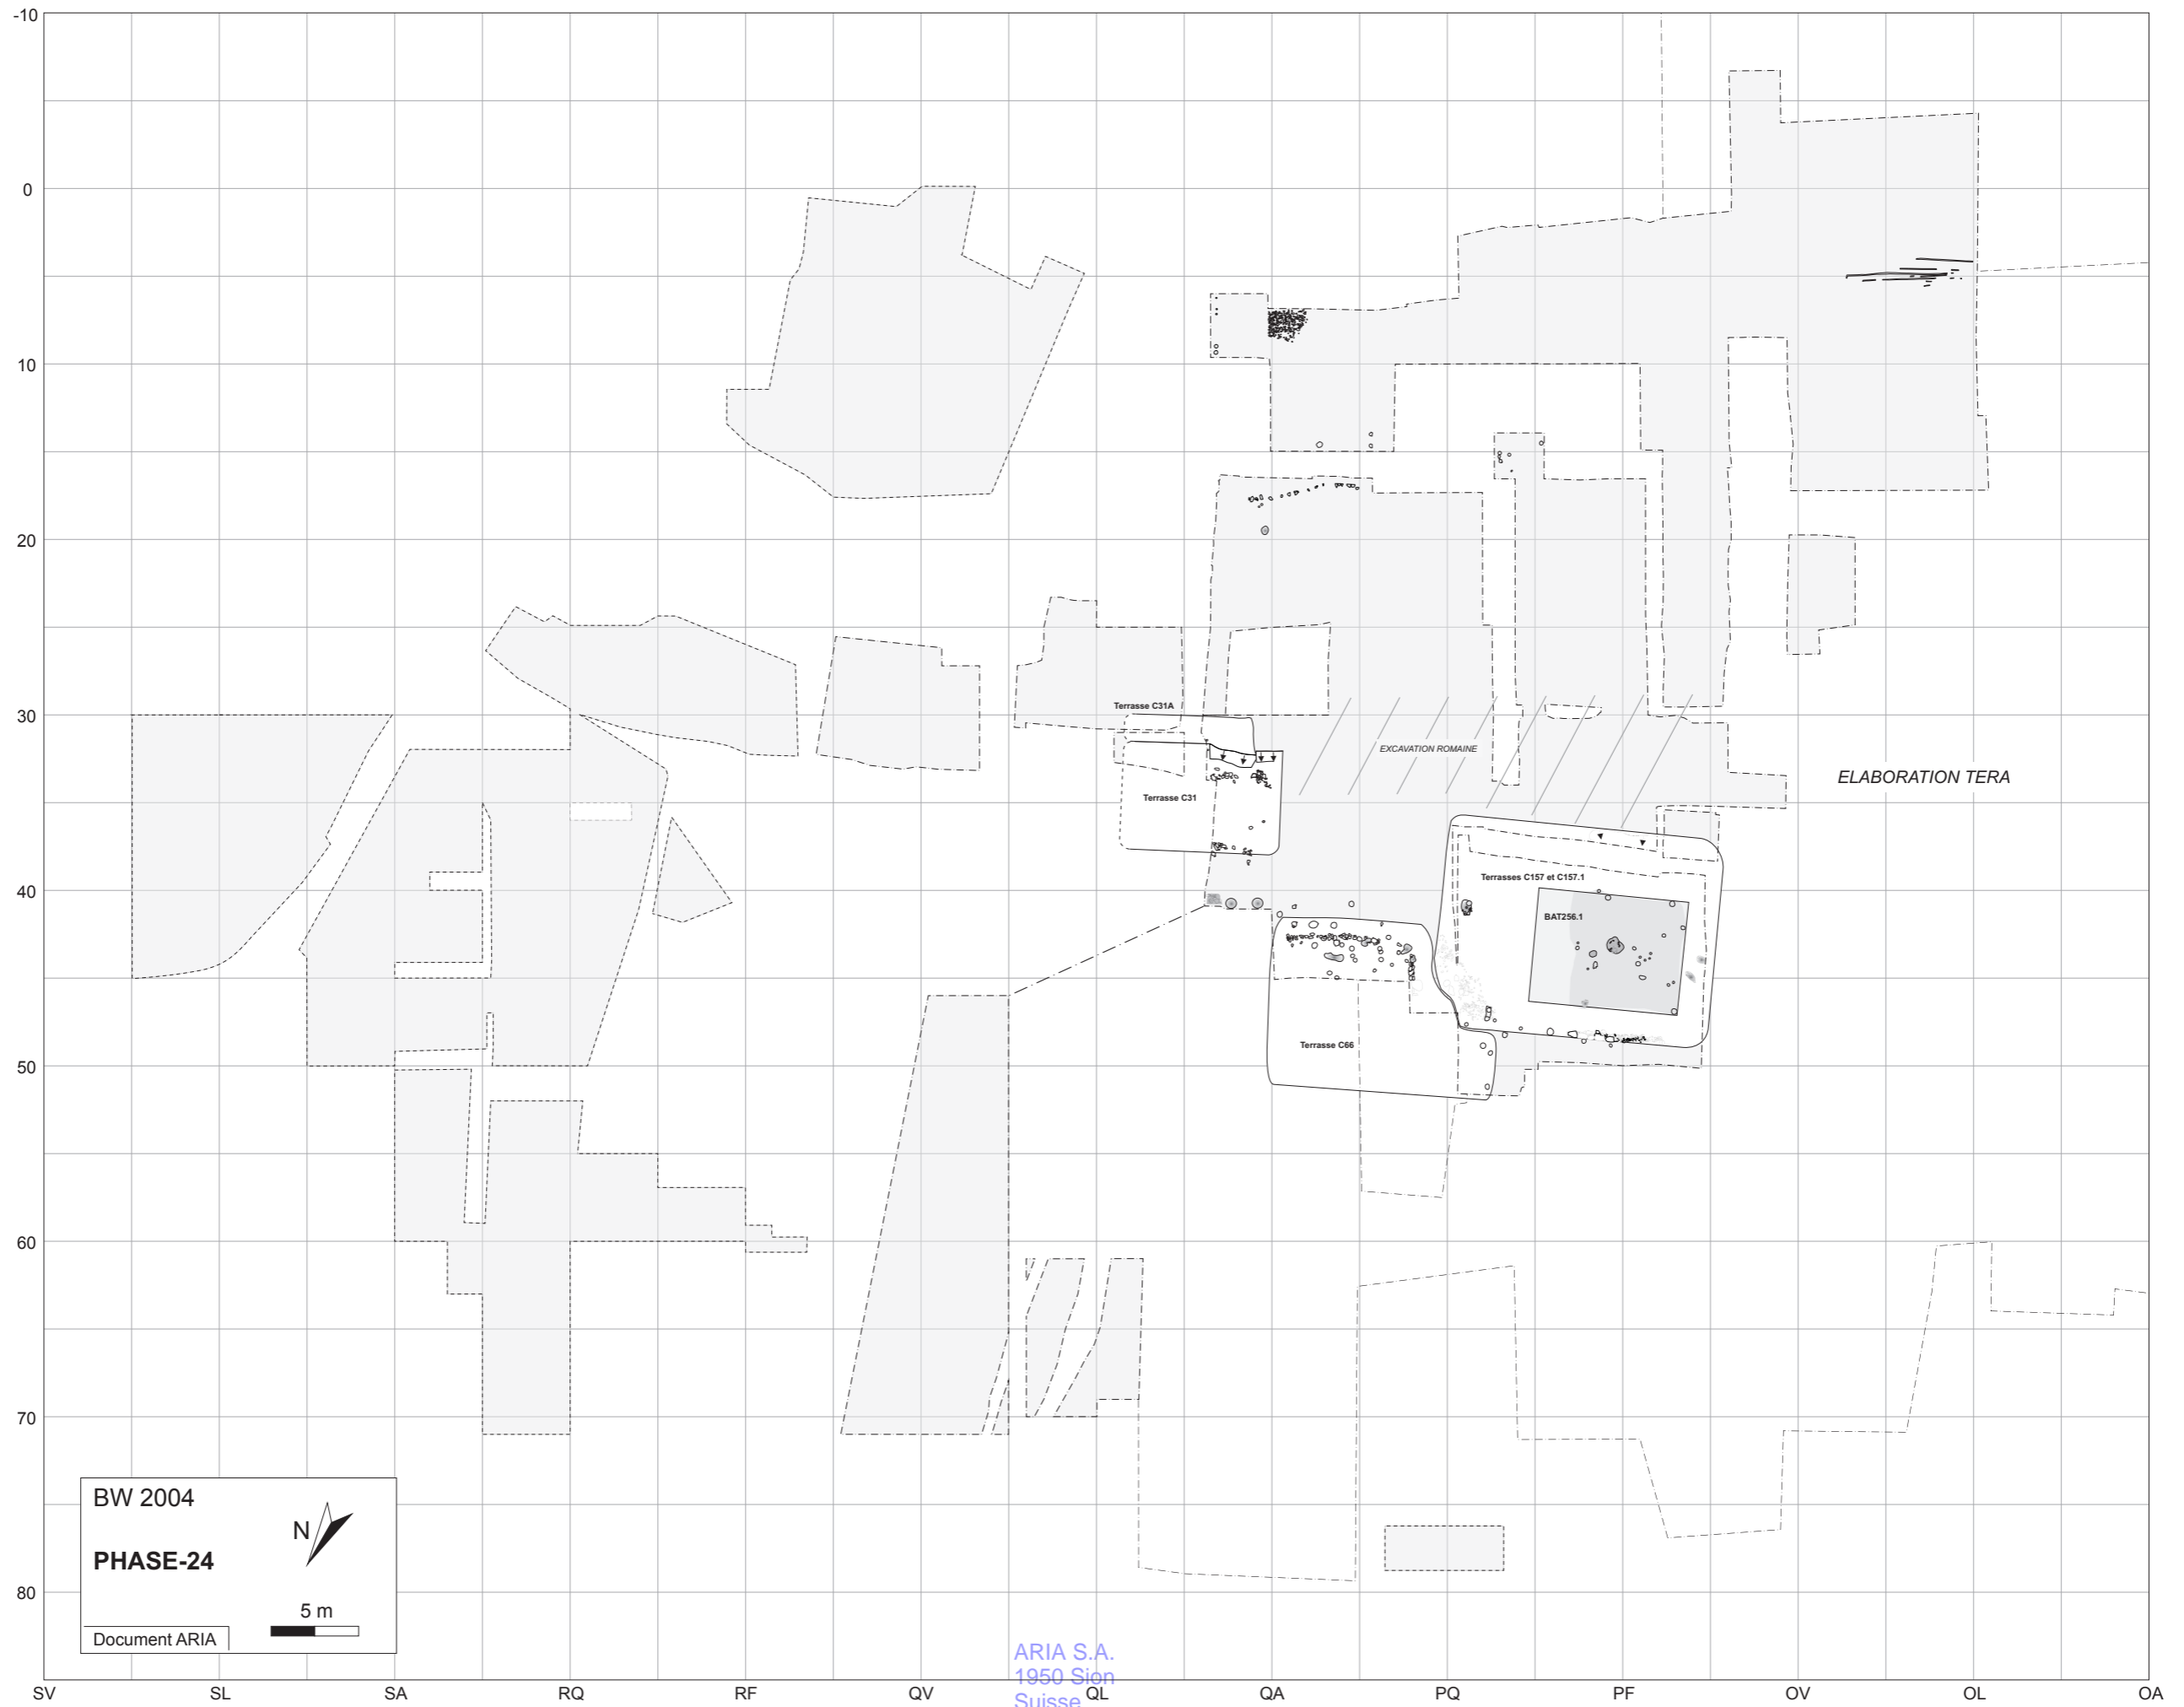 -10
0
10
20
30
40
50
60
70
80
Terrasse C31A
EXCAVATION ROMAINE
ELABORATION TERA
Terrasse C31
Terrasses C157 et C157.1
BAT256.1
Terrasse C66
BW 2004
N
PHASE-24
5 m
Document ARIA
ARIA S.A.
1950 Sion
Suisse
SV SL SA RQ RF QV QL QA PQ PF OV OL OA